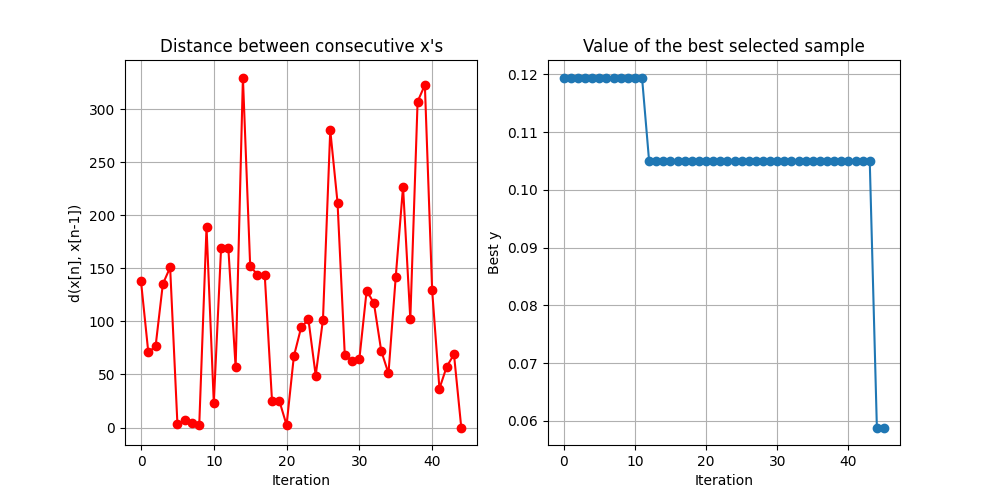 Distance between consecutive x's
d(x[n], x[n-1])
300
250
200
150
100
50
0
0 10 20 30 40
Iteration
Value of the best selected sample
Best y
0.12
0.11
0.10
0.09
0.08
0.07
0.06
0 10 20 30 40
Iteration